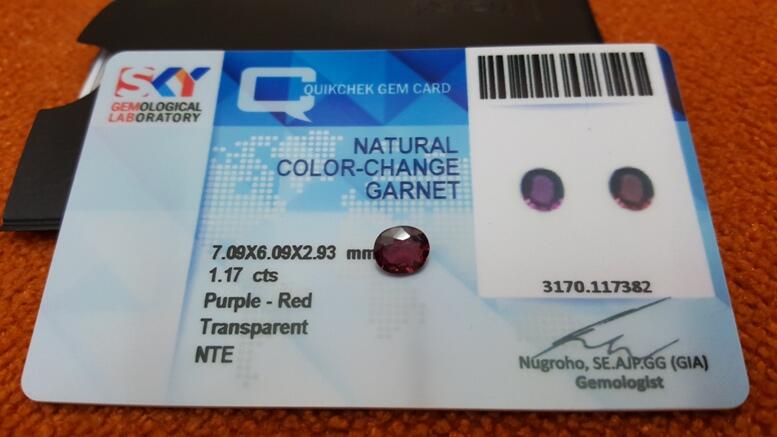 SKY
GEMOLOGICAL
LABORATORY
QUIKCHEK GEM CARD
NATURAL
COLOR-CHANGE
GARNET
7.09X6.09X2.93 mm
1.17 cts
Purple - Red
Transparent
NTE
3170.117382
Nugroho, SE.AJP.GG (GIA)
Gemologist